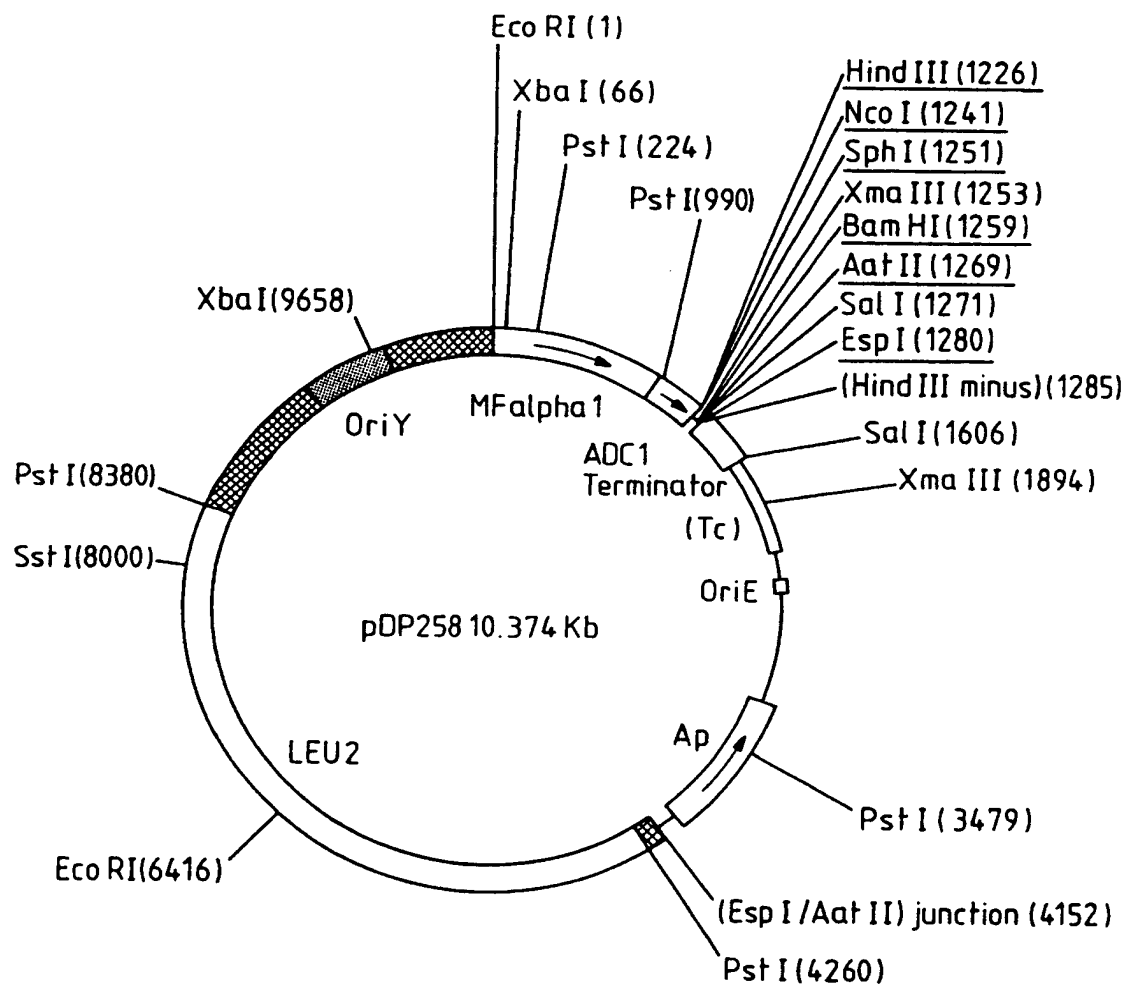 Eco RI (1)
Xba I (66)
Pst I (224)
Pst I (990)
Hind III (1226)
Nco I (1241)
Sph I (1251)
Xma III (1253)
Bam HI (1259)
Aat II (1269)
Sal I (1271)
Esp I (1280)
(Hind III minus) (1285)
Sal I (1606)
Xma III (1894)
Xba I (9658)
MFalpha1
OriY
ADC1
Terminator
(Tc)
OriE
Pst I (8380)
Sst I (8000)
pDP258 10.374 Kb
Ap
LEU2
Pst I (3479)
Eco RI (6416)
(Esp I / Aat II) junction (4152)
Pst I (4260)